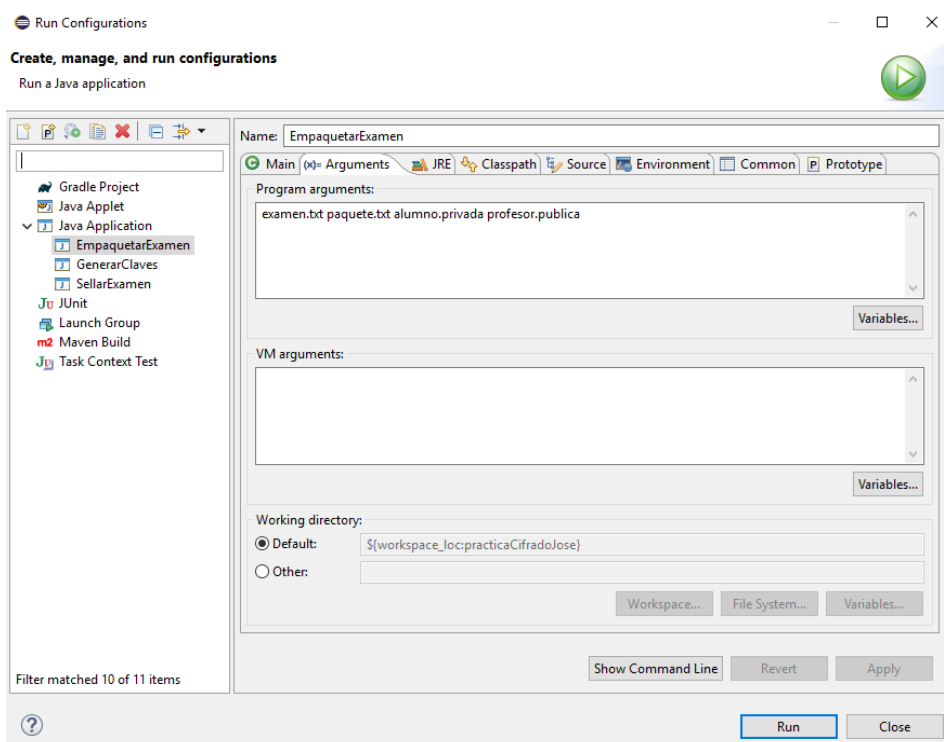 Run Configurations
Create, manage, and run configurations
Run a Java application
Name: EmpaquetarExamen
Main (x)= Arguments JRE Classpath Source Environment Common P Prototype
Gradle Project
Java Applet
Java Application
EmpaquetarExamen
GenerarClaves
SellarExamen
JU JUnit
Launch Group
m2 Maven Build
Ju Task Context Test
Filter matched 10 of 11 items
Program arguments:
examen.txt paquete.txt alumno.privada profesor.publica
Variables...
VM arguments:
Variables...
Working directory:
Default: ${workspace_loc:practicaCifradoJose}
Other:
Workspace... File System... Variables...
Show Command Line Revert Apply
? Run Close